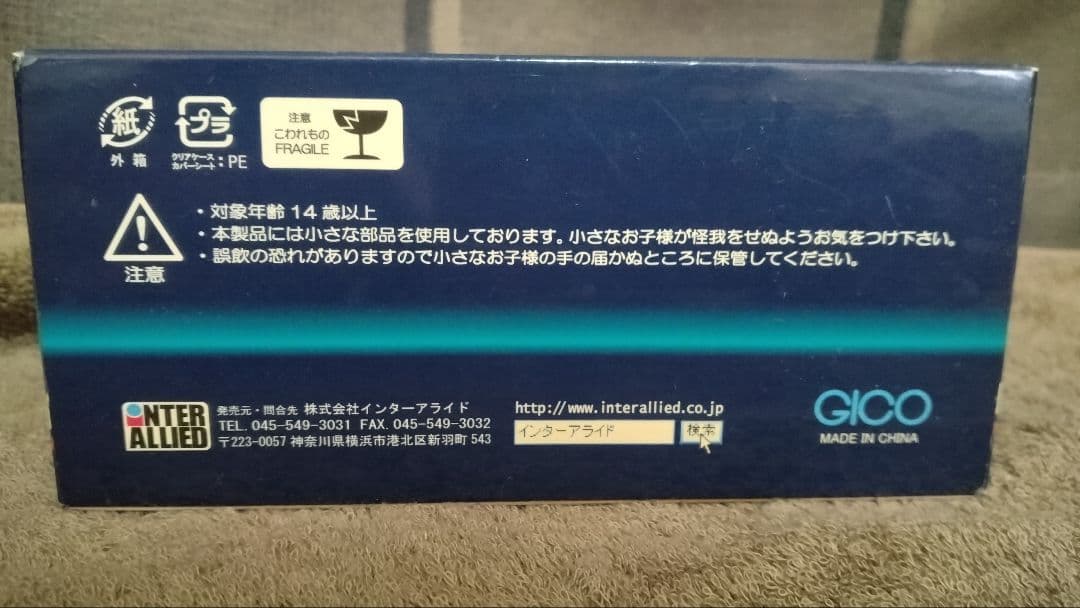 紙
外箱
プラ
クリアケース
カバーシート：PE
注意
こわれもの
FRAGILE
注意
・対象年齢 14 歳以上
・本製品には小さな部品を使用しております。小さなお子様が怪我をせぬようお気をつけ下さい。
・誤飲の恐れがありますので小さなお子様の手の届かぬところに保管してください。
iNTER
ALLIED
発売元・問合先 株式会社インターアライド
TEL. 045-549-3031 FAX. 045-549-3032
〒223-0057 神奈川県横浜市港北区新羽町 543
http://www.interallied.co.jp
インターアライド 検索
GICO
MADE IN CHINA